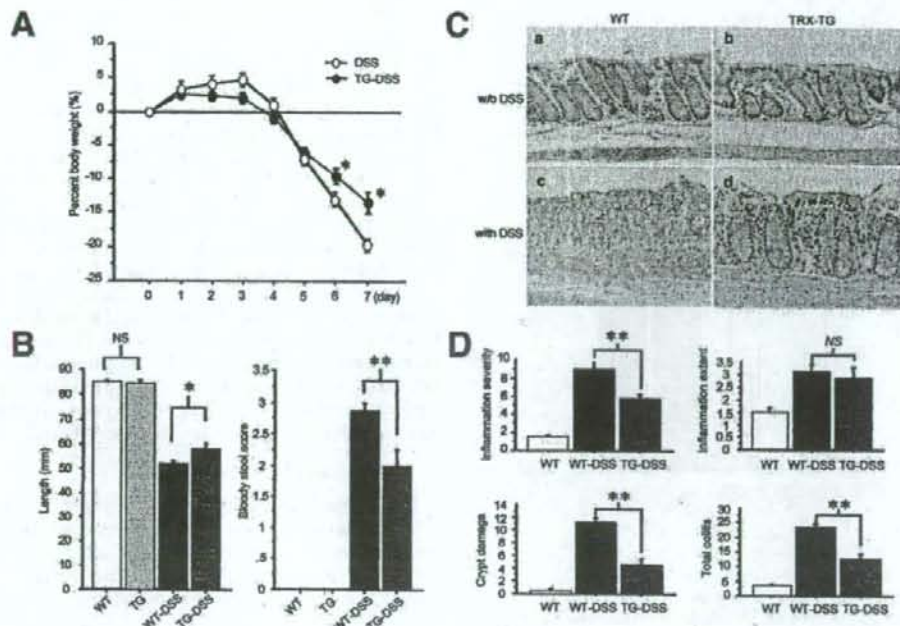 A
Percent body weight (%)
10
5
0
-5
-10
-15
-20
-25
DSS
TG-DSS
*
*
0 1 2 3 4 5 6 7 (day)
B
Length (mm)
90
80
70
60
50
40
30
20
10
0
NS
*
WT
TG
WT-DSS
TG-DSS
Bloody stool score
3.5
3
2.5
2
1.5
1
.5
0
**
WT
TG
WT-DSS
TG-DSS
C
WT
TRX-TG
w/o DSS
with DSS
a
b
c
d
D
Inflammation severity
10
8
6
4
2
0
**
WT WT-DSS TG-DSS
Inflammation extent
3.5
3
2.5
2
1.5
1
.5
0
NS
WT WT-DSS TG-DSS
Crypt damage
14
12
10
8
6
4
2
0
**
WT WT-DSS TG-DSS
Total colitis
30
25
20
15
10
5
0
**
WT WT-DSS TG-DSS